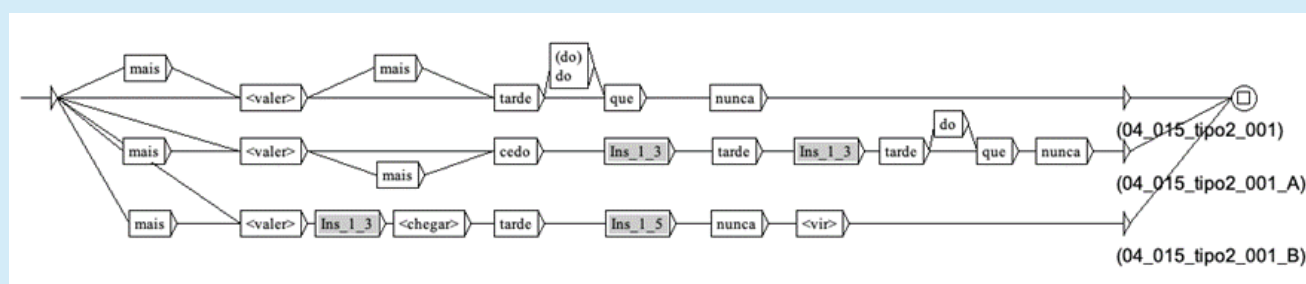 mais <valer> mais tarde (do) que nunca
do
(04_015_tipo2_001)
mais <valer> mais cedo Ins_1_3 tarde Ins_1_3 tarde do que nunca
(04_015_tipo2_001_A)
mais <valer> Ins_1_3 <chegar> tarde Ins_1_5 nunca <vir>
(04_015_tipo2_001_B)